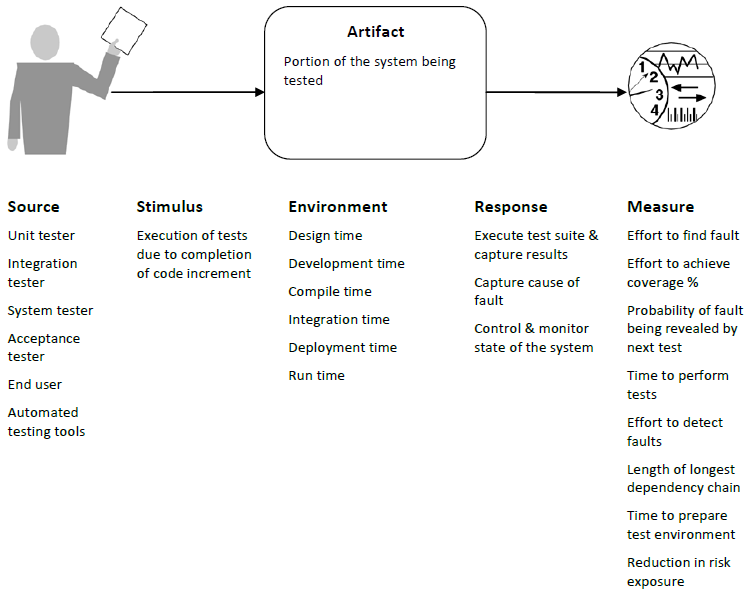 Artifact
Portion of the system being
tested
1
2
3
4
Source
Unit tester
Integration
tester
System tester
Acceptance
tester
End user
Automated
testing tools
Stimulus
Execution of tests
due to completion
of code increment
Environment
Design time
Development time
Compile time
Integration time
Deployment time
Run time
Response
Execute test suite &
capture results
Capture cause of
fault
Control & monitor
state of the system
Measure
Effort to find fault
Effort to achieve
coverage %
Probability of fault
being revealed by
next test
Time to perform
tests
Effort to detect
faults
Length of longest
dependency chain
Time to prepare
test environment
Reduction in risk
exposure